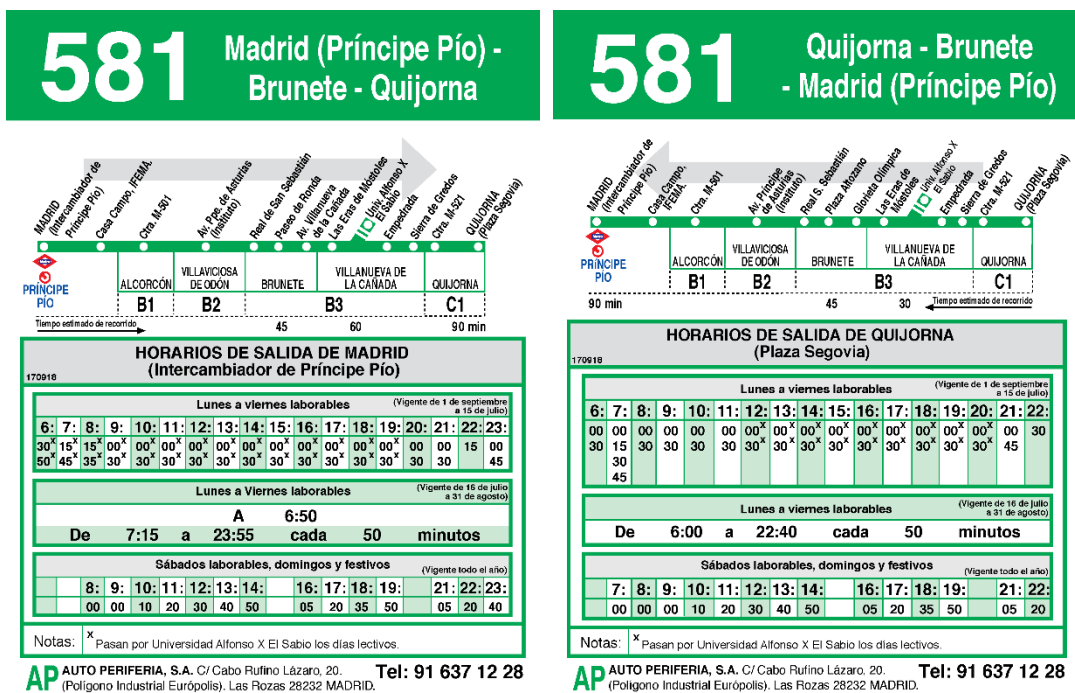 581
Madrid (Príncipe Pío) -
Brunete - Quijorna
MADRID
(Intercambiador de
Príncipe Pío)
Casa Campo, IFEMA.
Ctra. M-501
Av. Ppe. de Asturias
(Instituto)
Real de San Sebastián
Paseo de Ronda
Av. Villanueva
de la Cañada
Las Eras de Móstoles
Univ. Alfonso X
El Sabio
Empedrada
Sierra de Gredos
Ctra. M-521
QUIJORNA
(Plaza Segovia)
PRÍNCIPE
PÍO
ALCORCÓN
VILLAVICIOSA
DE ODÓN
BRUNETE
VILLANUEVA DE
LA CAÑADA
QUIJORNA
B1 B2 B3 C1
Tiempo estimado de recorrido
45 60 90 min
HORARIOS DE SALIDA DE MADRID
(Intercambiador de Príncipe Pío)
170918
Lunes a viernes laborables (Vigente de 1 de septiembre
a 15 de julio)
6: 7: 8: 9: 10: 11: 12: 13: 14: 15: 16: 17: 18: 19: 20: 21: 22: 23:
30x 15x 15x 00x 00x 00x 00x 00x 00x 00x 00x 00x 00x 00x 00 00 15 00
50x 45x 35x 30x 30x 30x 30x 30x 30x 30x 30x 30x 30x 30x 30 30 45
Lunes a Viernes laborables (Vigente de 16 de julio
a 31 de agosto)
A 6:50
De 7:15 a 23:55 cada 50 minutos
Sábados laborables, domingos y festivos (Vigente todo el año)
8: 9: 10: 11: 12: 13: 14: 16: 17: 18: 19: 21: 22: 23:
00 00 10 20 30 40 50 05 20 35 50 05 20 40
Notas: x Pasan por Universidad Alfonso X El Sabio los días lectivos.
AP AUTO PERIFERIA, S.A. C/ Cabo Rufino Lázaro, 20. Tel: 91 637 12 28
(Polígono Industrial Európolis). Las Rozas 28232 MADRID.
581
Quijorna - Brunete
- Madrid (Príncipe Pío)
MADRID
(Intercambiador de
Príncipe Pío)
Casa Campo,
IFEMA.
Ctra. M-501
Av. Príncipe
de Asturias
(Instituto)
Real S. Sebastián
Plaza Altozano
Glorieta Olímpica
Las Eras de
Móstoles
Univ. Alfonso X
El Sabio
Empedrada
Sierra de Gredos
Ctra. M-521
QUIJORNA
(Plaza Segovia)
PRÍNCIPE
PÍO
ALCORCÓN
VILLAVICIOSA
DE ODÓN
BRUNETE
VILLANUEVA DE
LA CAÑADA
QUIJORNA
B1 B2 B3 C1
90 min 45 30 Tiempo estimado de recorrido
HORARIOS DE SALIDA DE QUIJORNA
(Plaza Segovia)
170918
Lunes a viernes laborables (Vigente de 1 de septiembre
a 15 de julio)
6: 7: 8: 9: 10: 11: 12: 13: 14: 15: 16: 17: 18: 19: 20: 21: 22:
00 00 00 00 00 00 00x 00x 00x 00x 00x 00x 00x 00x 00x 00 30
30 15 30 30 30 30 30x 30x 30x 30x 30x 30x 30x 30x 30 45
30
45
Lunes a viernes laborables (Vigente de 16 de julio
a 31 de agosto)
De 6:00 a 22:40 cada 50 minutos
Sábados laborables, domingos y festivos (Vigente todo el año)
7: 8: 9: 10: 11: 12: 13: 14: 16: 17: 18: 19: 21: 22:
00 00 00 10 20 30 40 50 05 20 35 50 05 20
Notas: x Pasan por Universidad Alfonso X El Sabio los días lectivos.
AP AUTO PERIFERIA, S.A. C/ Cabo Rufino Lázaro, 20. Tel: 91 637 12 28
(Polígono Industrial Európolis). Las Rozas 28232 MADRID.